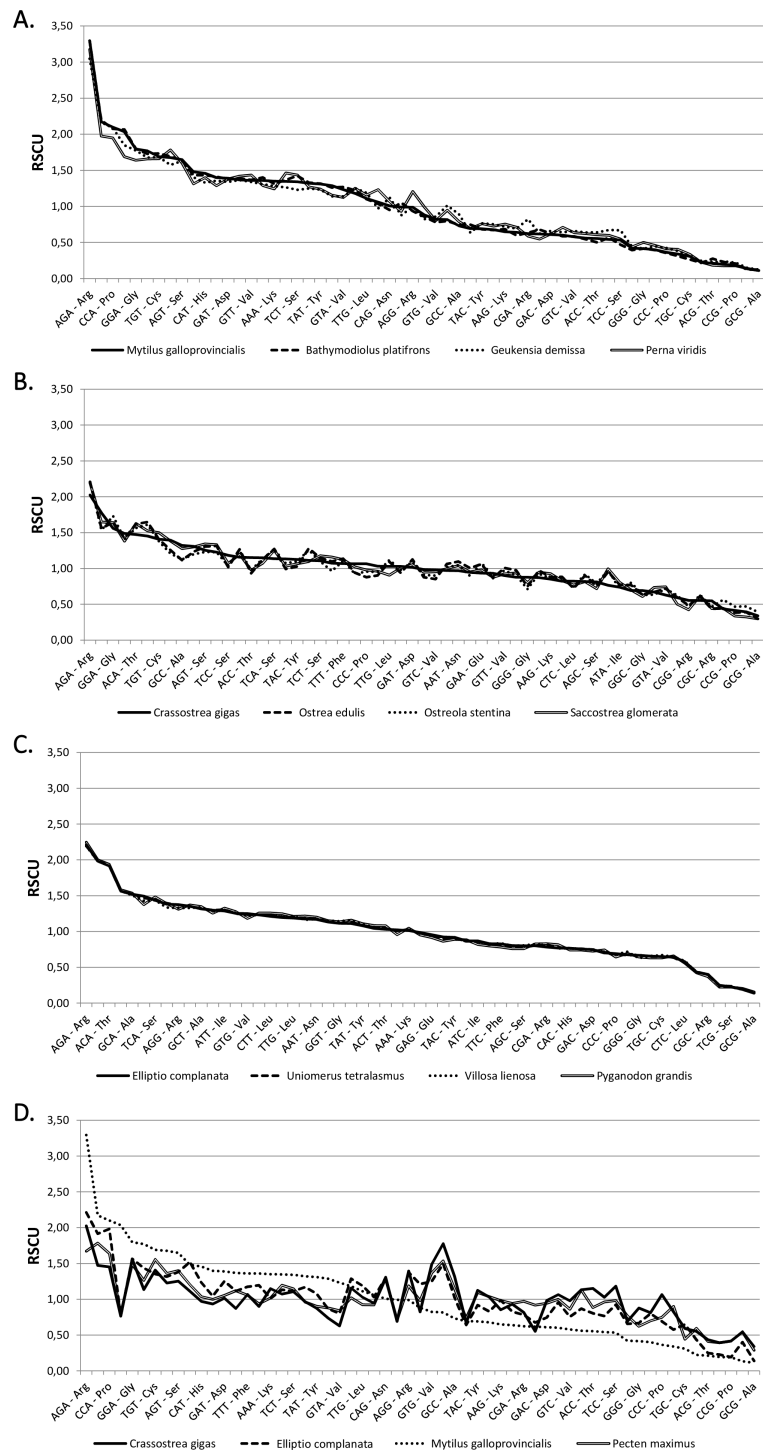 A.
RSCU
3,50
3,00
2,50
2,00
1,50
1,00
0,50
0,00
AGA - Arg
CCA - Pro
GGA - Gly
TGT - Cys
AGT - Ser
CAT - His
GAT - Asp
GTT - Val
AAA - Lys
TCT - Ser
TAT - Tyr
GTA - Val
TTG - Leu
CAG - Asn
AGG - Arg
GTG - Val
GCC - Ala
TAC - Tyr
AAG - Lys
CGA - Arg
GAC - Asp
GTC - Val
ACC - Thr
TCC - Ser
GGG - Gly
CCC - Pro
TGC - Cys
ACG - Thr
CCG - Pro
GCG - Ala
Mytilus galloprovincialis Bathymodiolus platifrons Geukensia demissa Perna viridis
B.
RSCU
3,50
3,00
2,50
2,00
1,50
1,00
0,50
0,00
AGA - Arg
GGA - Gly
ACA - Thr
TGT - Cys
GCC - Ala
AGT - Ser
TCC - Ser
ACC - Thr
TCA - Ser
TAC - Tyr
TCT - Ser
TTT - Phe
CCC - Pro
TTG - Leu
GAT - Asp
GTC - Val
AAT - Asn
GAA - Glu
GTT - Val
GGG - Gly
AAG - Lys
CTC - Leu
AGC - Ser
ATA - Ile
GGC - Gly
GTA - Val
CGG - Arg
CGC - Arg
CCG - Pro
GCG - Ala
Crassostrea gigas Ostrea edulis Ostreola stentina Saccostrea glomerata
C.
RSCU
3,50
3,00
2,50
2,00
1,50
1,00
0,50
0,00
AGA - Arg
ACA - Thr
GCA - Ala
TCA - Ser
AGG - Arg
GCT - Ala
ATT - Ile
GTG - Val
CTT - Leu
TTG - Leu
AAT - Asn
GGT - Gly
TAT - Tyr
ACT - Thr
AAA - Lys
GAG - Glu
TAC - Tyr
ATC - Ile
TTC - Phe
AGC - Ser
CGA - Arg
CAC - His
GAC - Asp
CCC - Pro
GGG - Gly
TGC - Cys
CTC - Leu
CGC - Arg
TCG - Ser
GCG - Ala
Elliptio complanata Uniomerus tetralasmus Villosa lienosa Pyganodon grandis
D.
RSCU
3,50
3,00
2,50
2,00
1,50
1,00
0,50
0,00
AGA - Arg
CCA - Pro
GGA - Gly
TGT - Cys
AGT - Ser
CAT - His
GAT - Asp
TTT - Phe
AAA - Lys
TCT - Ser
TAT - Tyr
GTA - Val
TTG - Leu
CAG - Asn
AGG - Arg
GTG - Val
GCC - Ala
TAC - Tyr
AAG - Lys
CGA - Arg
GAC - Asp
GTC - Val
ACC - Thr
TCC - Ser
GGG - Gly
CCC - Pro
TGC - Cys
ACG - Thr
CCG - Pro
GCG - Ala
Crassostrea gigas Elliptio complanata Mytilus galloprovincialis Pecten maximus